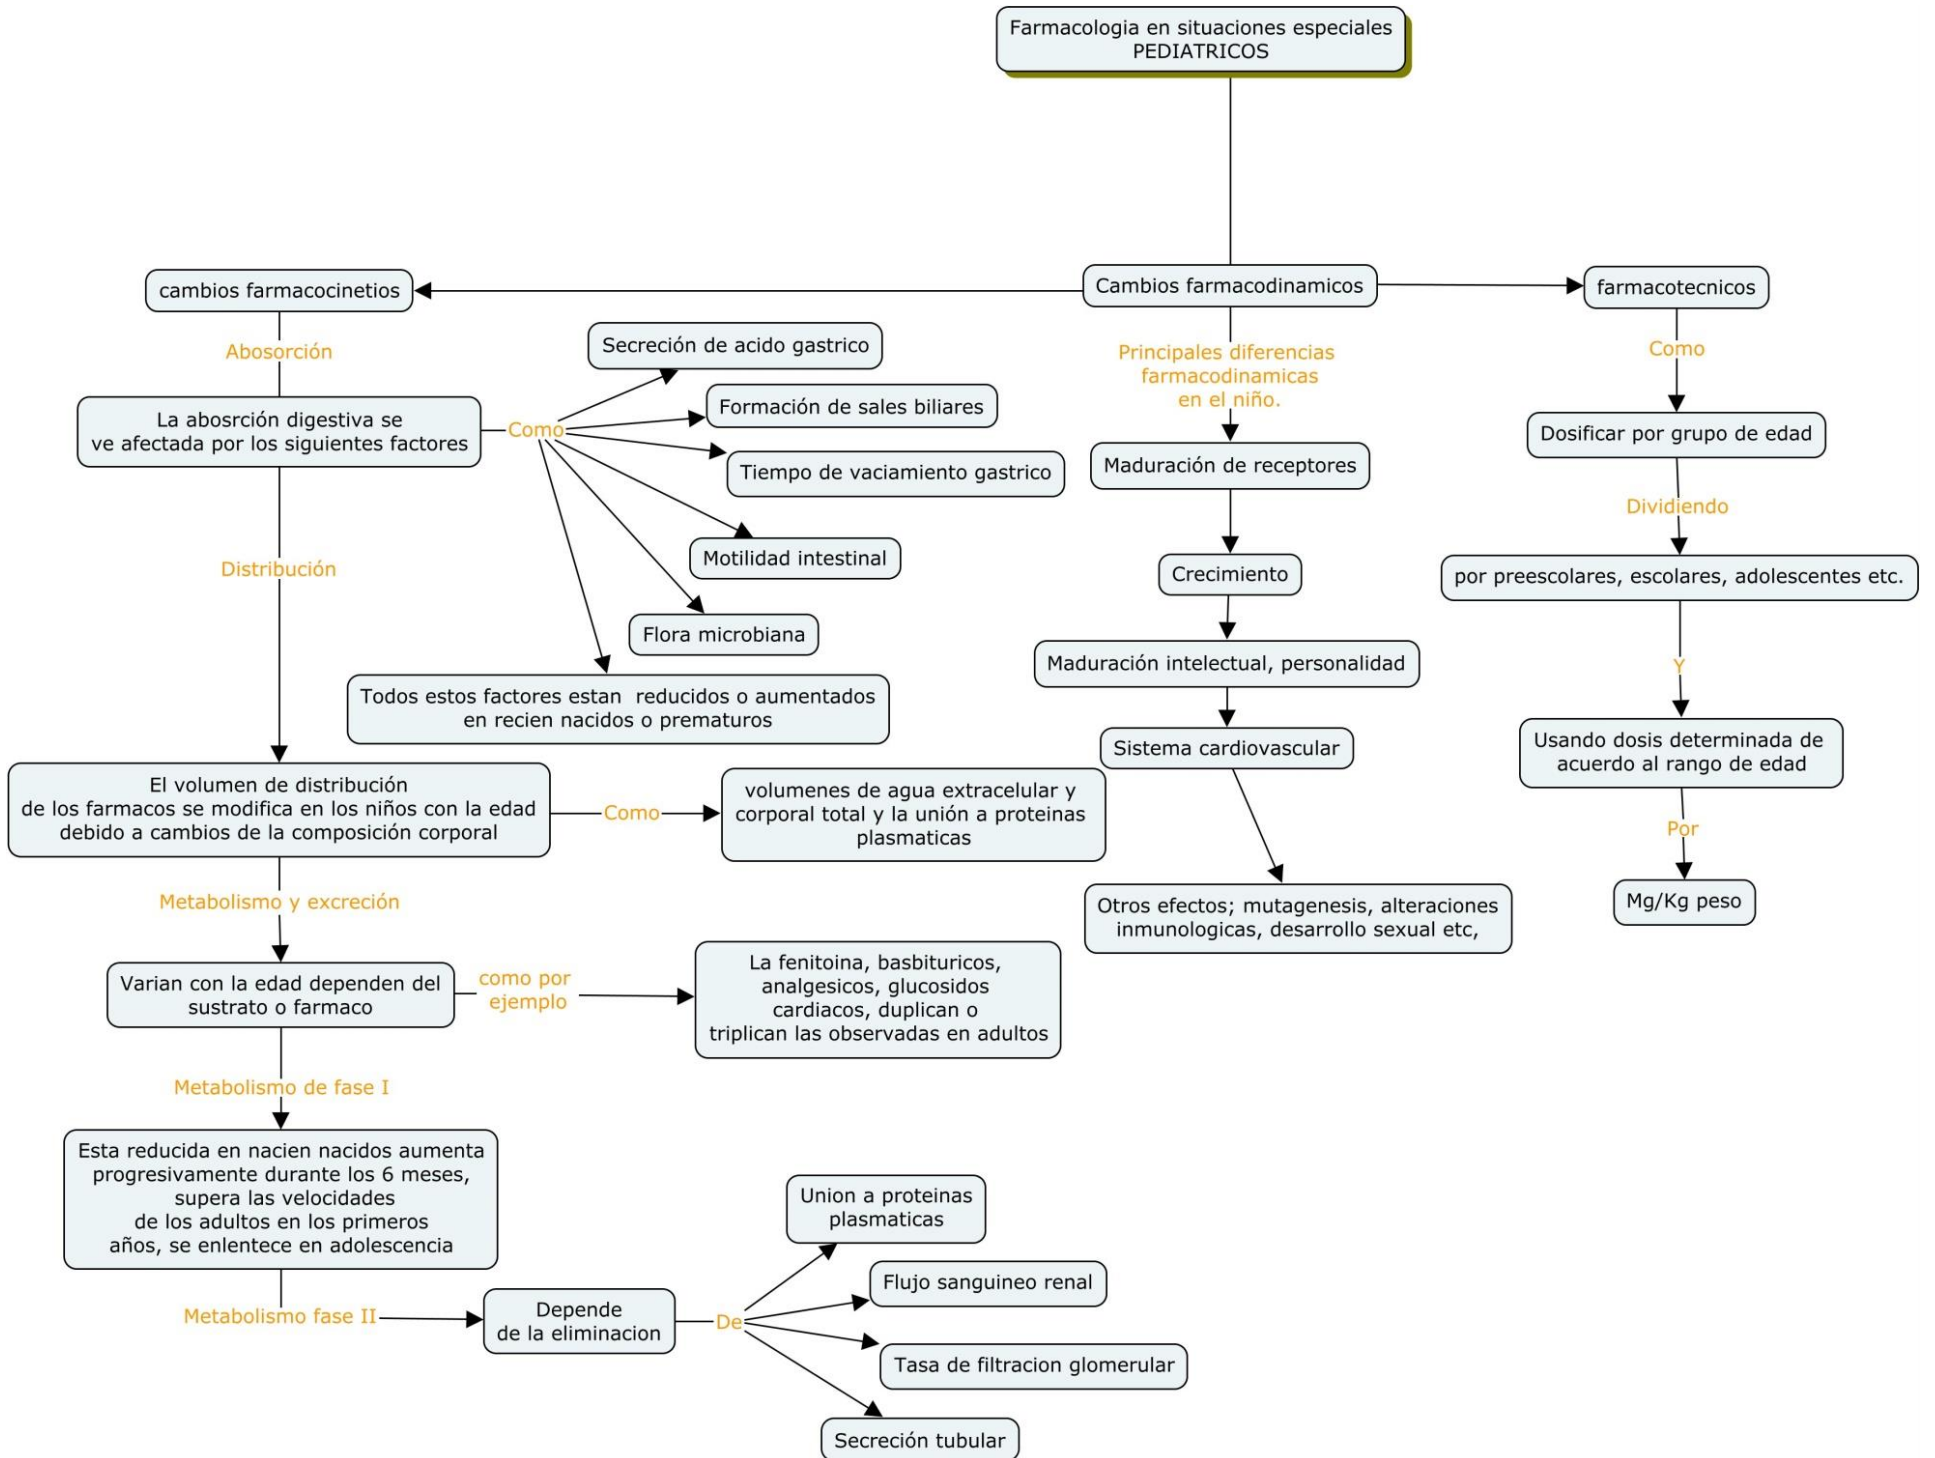 Farmacologia en situaciones especiales
PEDIATRICOS
cambios farmacocinetios
Cambios farmacodinamicos
farmacotecnicos
Abosorción
La abosrción digestiva se
ve afectada por los siguientes factores
Como
Secreción de acido gastrico
Formación de sales biliares
Tiempo de vaciamiento gastrico
Motilidad intestinal
Flora microbiana
Todos estos factores estan  reducidos o aumentados
en recien nacidos o prematuros
Distribución
El volumen de distribución
de los farmacos se modifica en los niños con la edad
debido a cambios de la composición corporal
Como
volumenes de agua extracelular y
corporal total y la unión a proteinas
plasmaticas
Metabolismo y excreción
Varian con la edad dependen del
sustrato o farmaco
como por
ejemplo
La fenitoina, basbituricos,
analgesicos, glucosidos
cardiacos, duplican o
triplican las observadas en adultos
Metabolismo de fase I
Esta reducida en nacien nacidos aumenta
progresivamente durante los 6 meses,
supera las velocidades
de los adultos en los primeros
años, se enlentece en adolescencia
Metabolismo fase II
Depende
de la eliminacion
De
Union a proteinas
plasmaticas
Flujo sanguineo renal
Tasa de filtracion glomerular
Secreción tubular
Principales diferencias
farmacodinamicas
en el niño.
Maduración de receptores
Crecimiento
Maduración intelectual, personalidad
Sistema cardiovascular
Otros efectos; mutagenesis, alteraciones
inmunologicas, desarrollo sexual etc,
Como
Dosificar por grupo de edad
Dividiendo
por preescolares, escolares, adolescentes etc.
Y
Usando dosis determinada de
acuerdo al rango de edad
Por
Mg/Kg peso